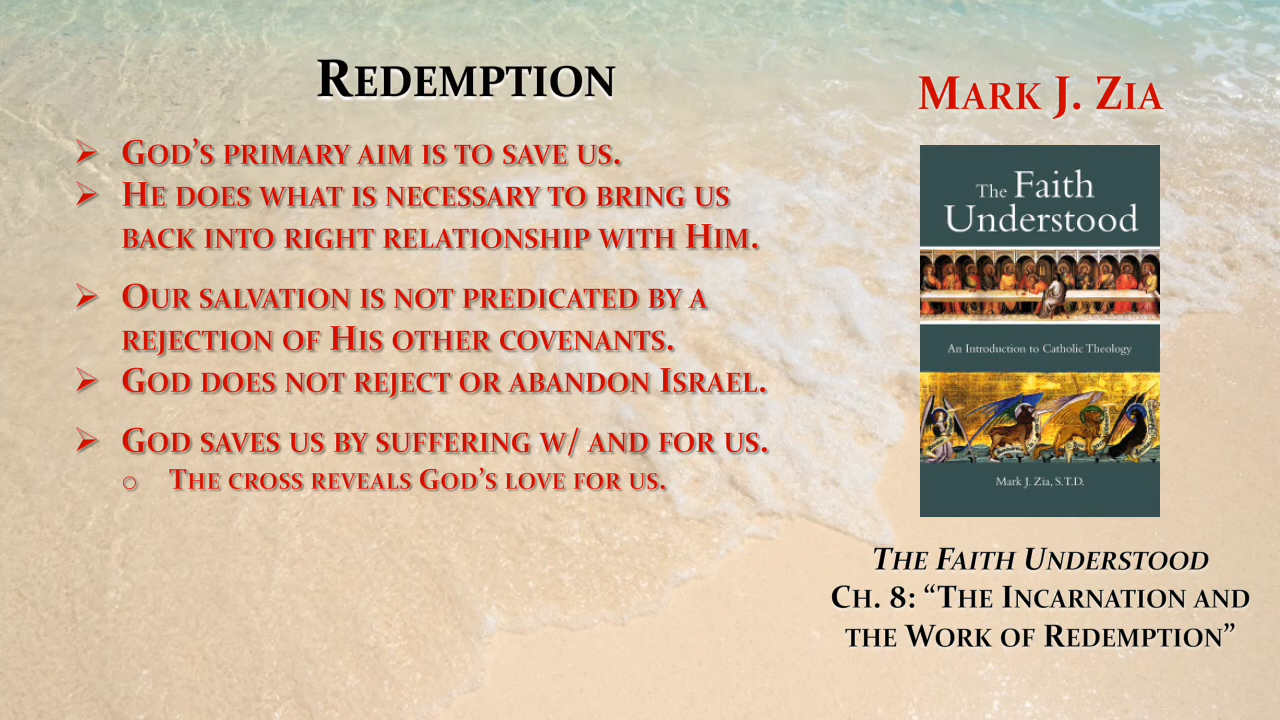 REDEMPTION
➢ GOD'S PRIMARY AIM IS TO SAVE US.
➢ HE DOES WHAT IS NECESSARY TO BRING US
BACK INTO RIGHT RELATIONSHIP WITH HIM.
➢ OUR SALVATION IS NOT PREDICATED BY A
REJECTION OF HIS OTHER COVENANTS.
➢ GOD DOES NOT REJECT OR ABANDON ISRAEL.
➢ GOD SAVES US BY SUFFERING W/ AND FOR US.
o THE CROSS REVEALS GOD'S LOVE FOR US.
MARK J. ZIA
The Faith
Understood
An Introduction to Catholic Theology
Mark J. Zia, S.T.D.
THE FAITH UNDERSTOOD
CH. 8: “THE INCARNATION AND
THE WORK OF REDEMPTION”